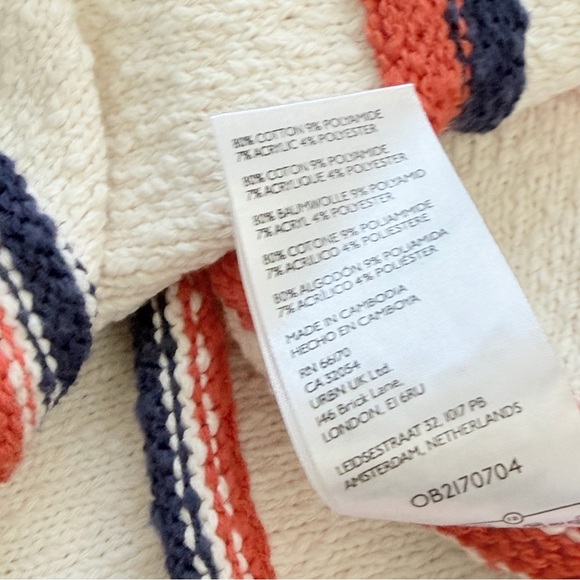 80% COTTON 9% POLYAMIDE
7% ACRYLIC 4% POLYESTER
80% COTON 9% POLYAMIDE
7% ACRYLIQUE 4% POLYESTER
80% BAUMWOLLE 9% POLYAMID
7% ACRYL 4% POLYESTER
80% COTONE 9% POLIAMMIDE
7% ACRILICO 4% POLIESTERE
80% ALGODÓN 9% POLIAMIDA
7% ACRÍLICO 4% POLIÉSTER
MADE IN CAMBODIA
HECHO EN CAMBOYA
RN 66170
CA 32054
URBN UK Ltd.
146 Brick Lane,
LONDON, E1 6RU
LEIDSESTRAAT 32, 1017 PB
AMSTERDAM, NETHERLANDS
OB2170704